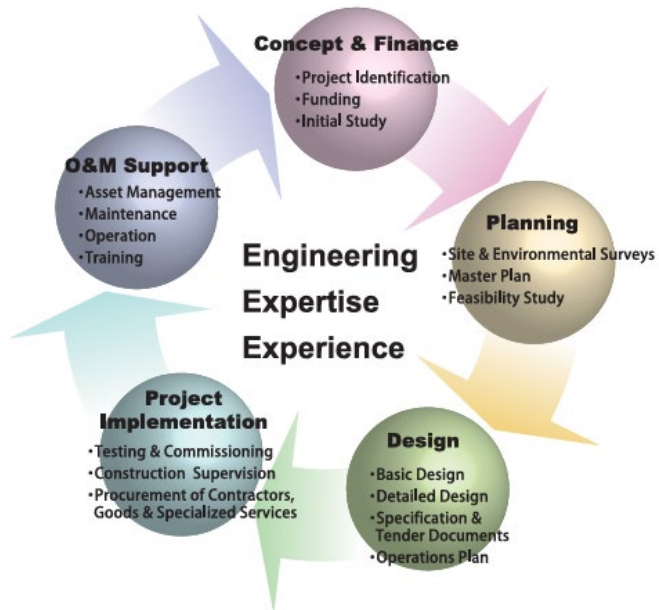 Concept & Finance
•Project Identification
•Funding
•Initial Study
Planning
•Site & Environmental Surveys
•Master Plan
•Feasibility Study
Design
•Basic Design
•Detailed Design
•Specification &
Tender Documents
•Operations Plan
Project
Implementation
•Testing & Commissioning
•Construction Supervision
•Procurement of Contractors,
Goods & Specialized Services
O&M Support
•Asset Management
•Maintenance
•Operation
•Training
Engineering
Expertise
Experience